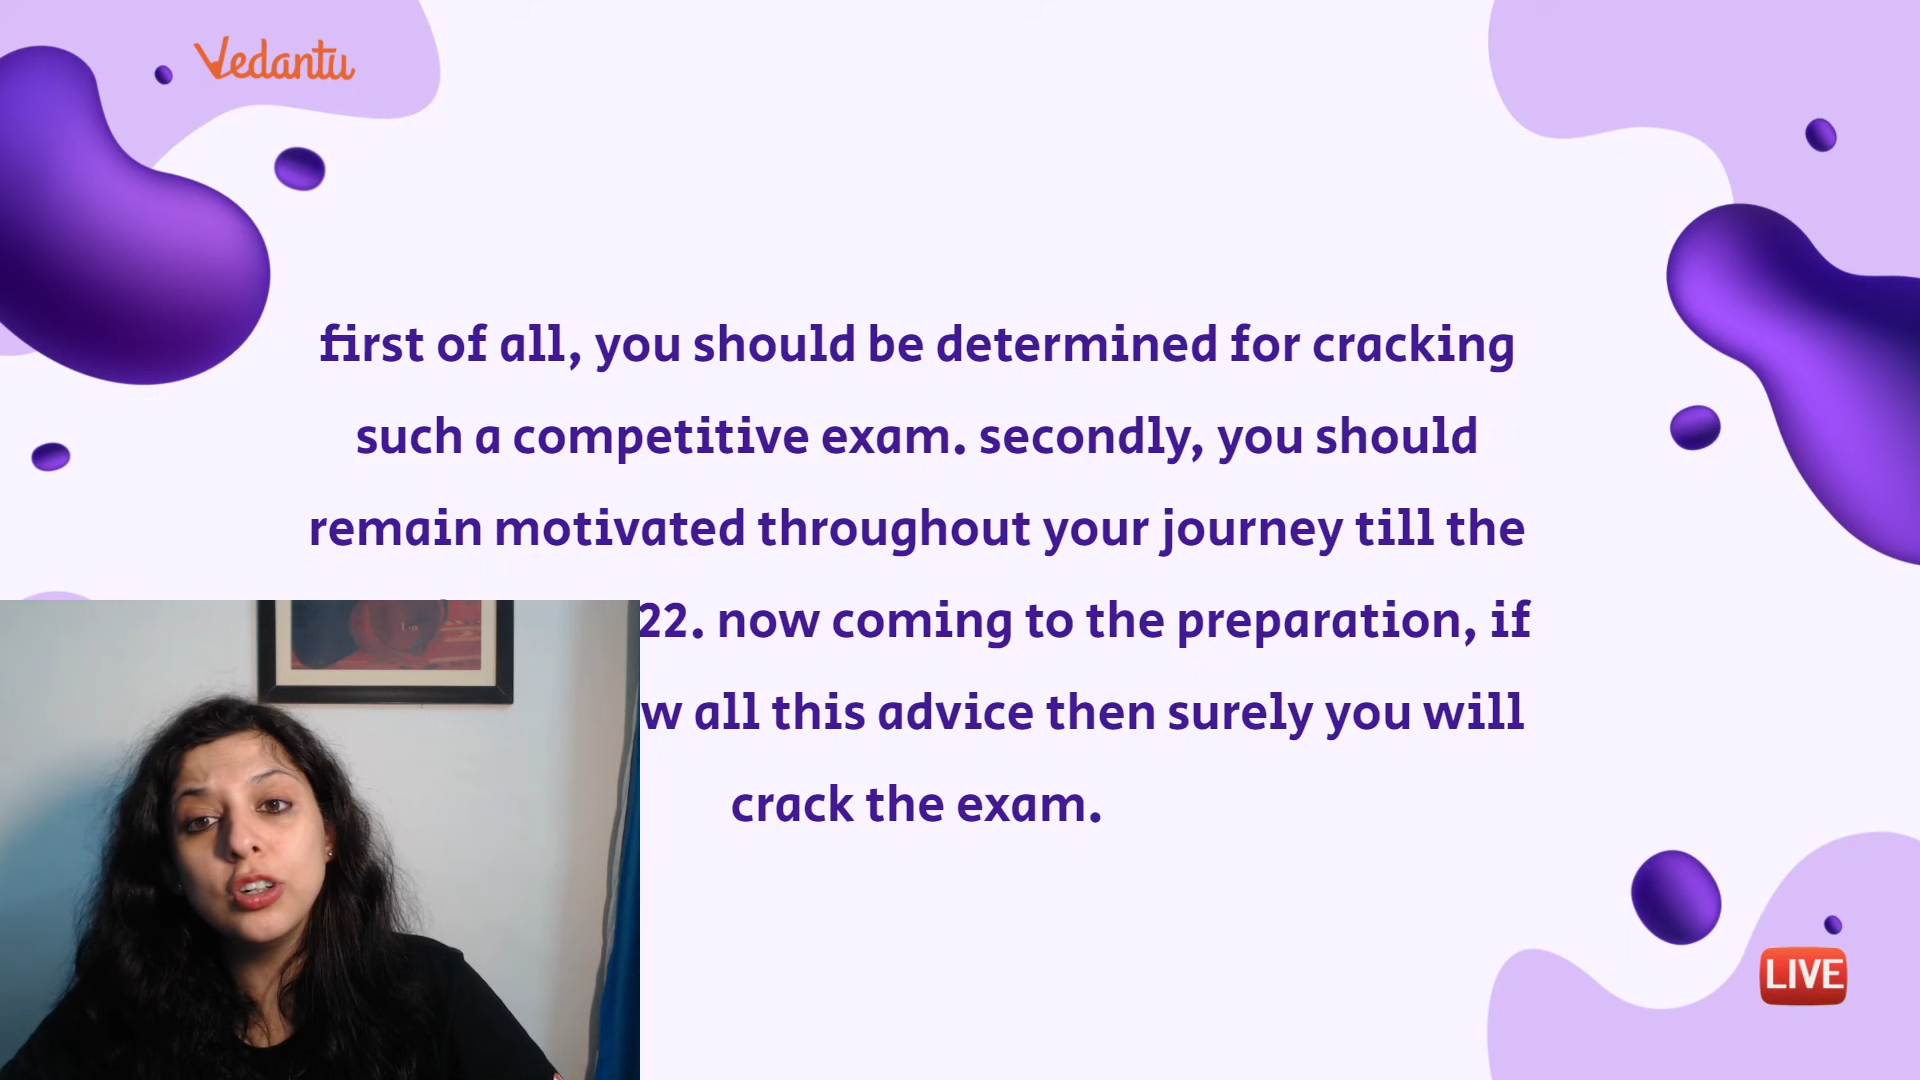 Vedantu
first of all, you should be determined for cracking
such a competitive exam. secondly, you should
remain motivated throughout your journey till the
22. now coming to the preparation, if
w all this advice then surely you will
crack the exam.
LIVE